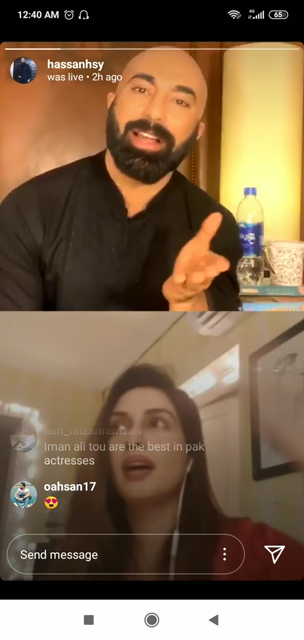 12:40 AM
4G
65
hassanhsy
was live • 2h ago
Iman ali tou are the best in pak
actresses
oahsan17
Send message